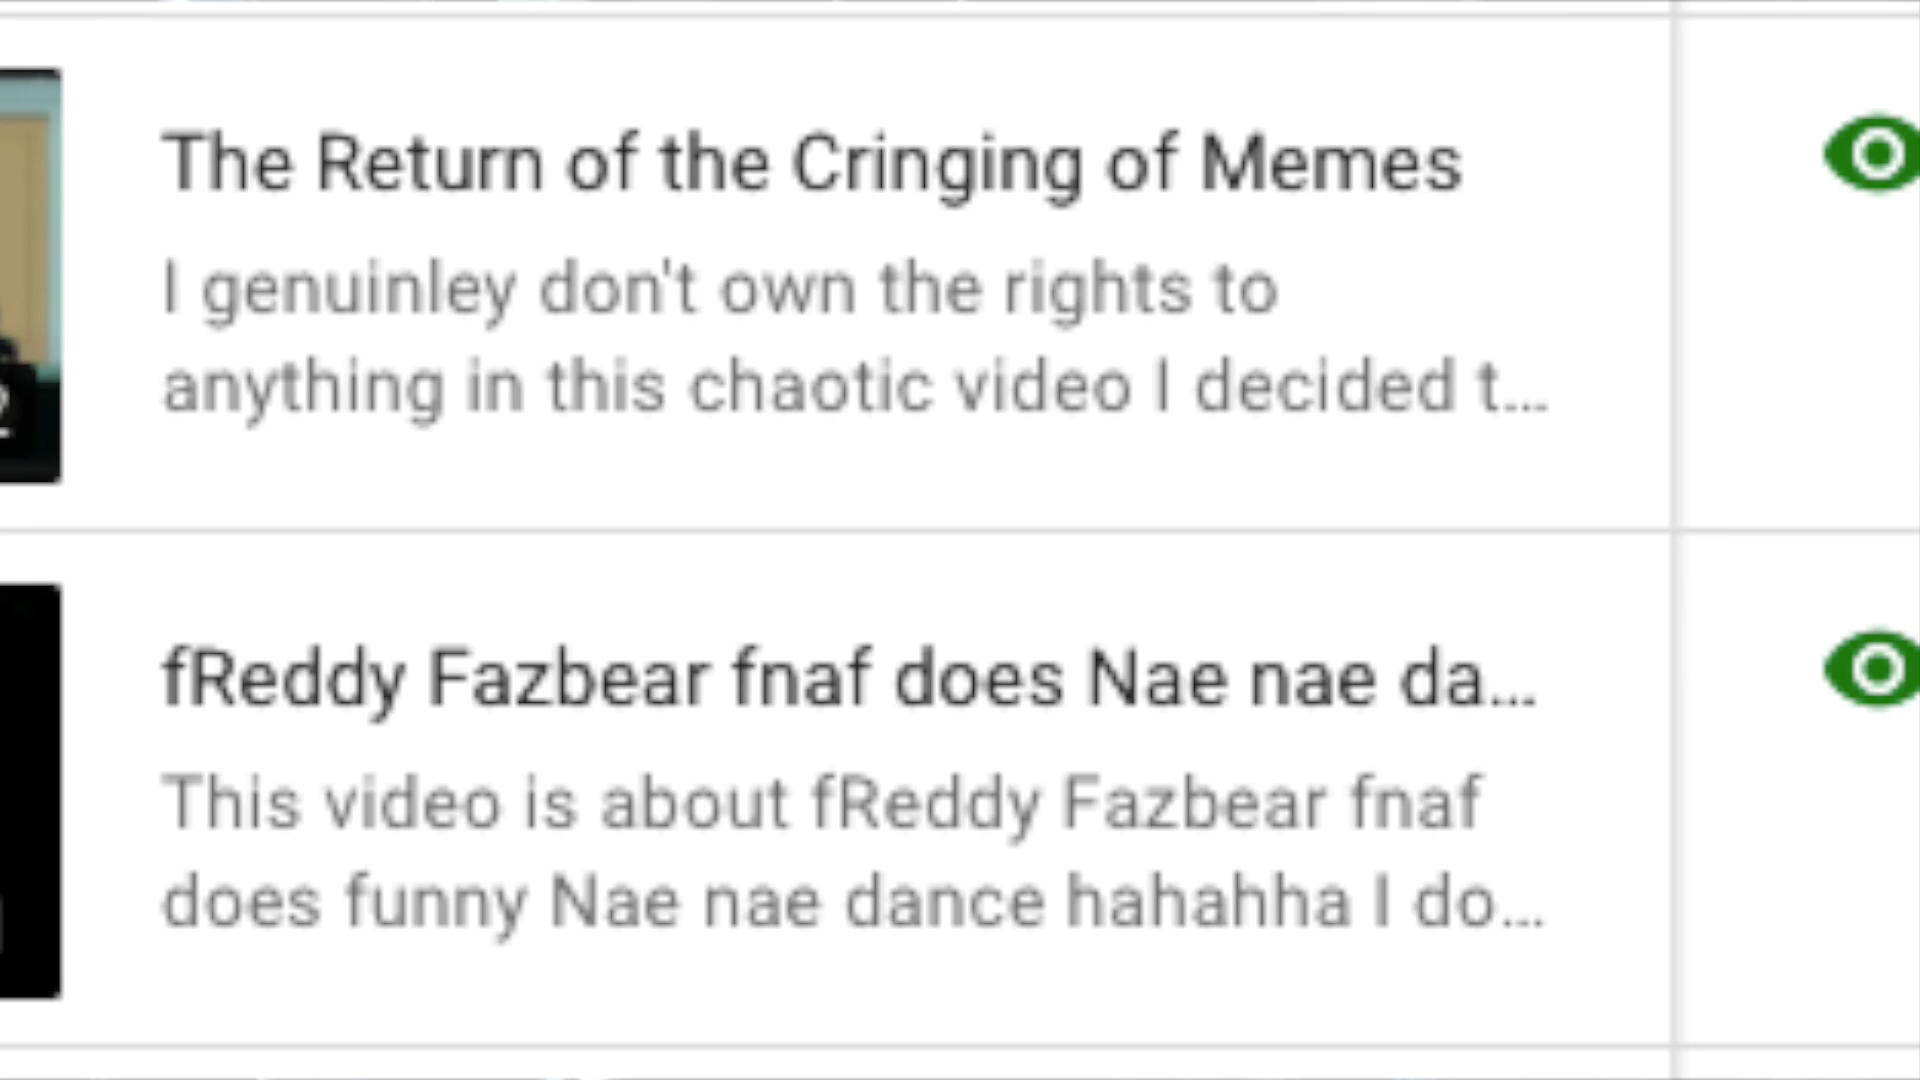 The Return of the Cringing of Memes
I genuinley don't own the rights to
anything in this chaotic video I decided t...
fReddy Fazbear fnaf does Nae nae da...
This video is about fReddy Fazbear fnaf
does funny Nae nae dance hahahha I do...